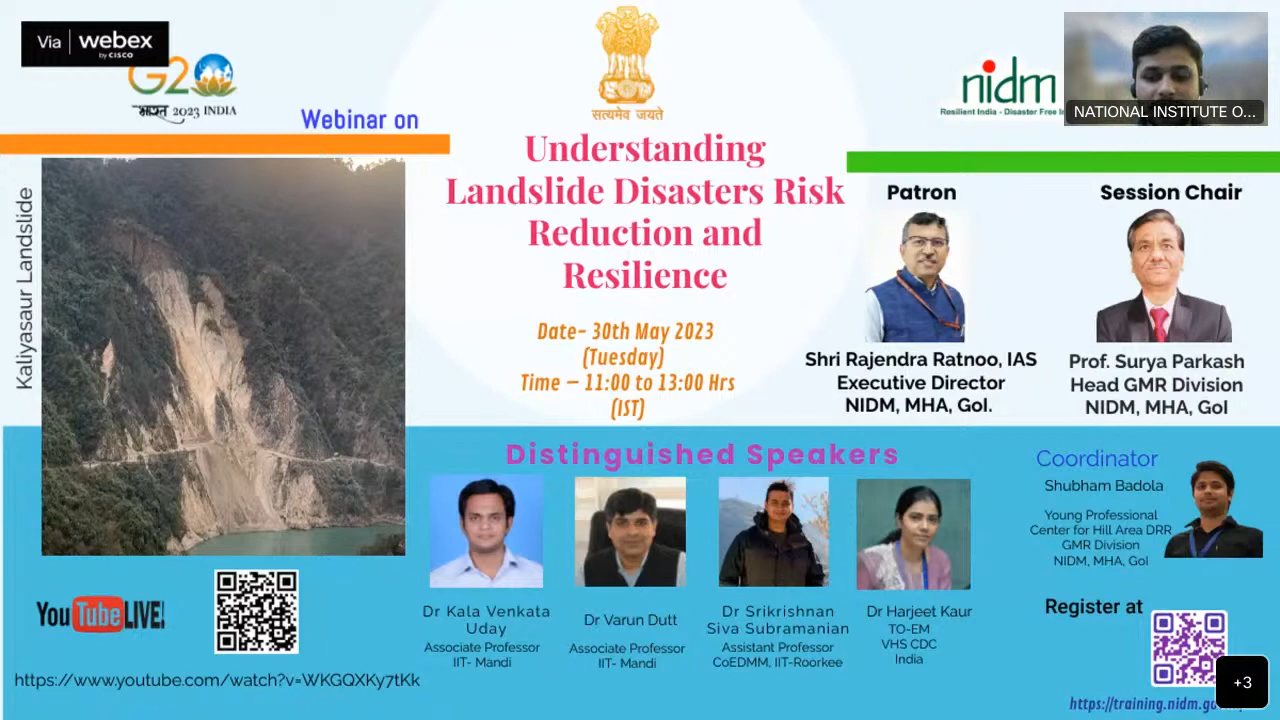 Via webex
by CISCO
G20
भारत 2023 INDIA
Webinar on
सत्यमेव जयते
nidm
Resilient India - Disaster Free
NATIONAL INSTITUTE O...
Understanding
Landslide Disasters Risk
Reduction and
Resilience
Date- 30th May 2023
(Tuesday)
Time – 11:00 to 13:00 Hrs
(IST)
Kaliyasaur Landslide
Patron
Shri Rajendra Ratnoo, IAS
Executive Director
NIDM, MHA, GoI.
Session Chair
Prof. Surya Parkash
Head GMR Division
NIDM, MHA, GoI
Distinguished Speakers
Dr Kala Venkata
Uday
Associate Professor
IIT- Mandi
Dr Varun Dutt
Associate Professor
IIT- Mandi
Dr Srikrishnan
Siva Subramanian
Assistant Professor
CoEDMM, IIT-Roorkee
Dr Harjeet Kaur
TO-EM
VHS CDC
India
Coordinator
Shubham Badola
Young Professional
Center for Hill Area DRR
GMR Division
NIDM, MHA, GoI
Register at
https://training.nidm.go
+3
YouTube LIVE!
https://www.youtube.com/watch?v=WKGQXKy7tKk